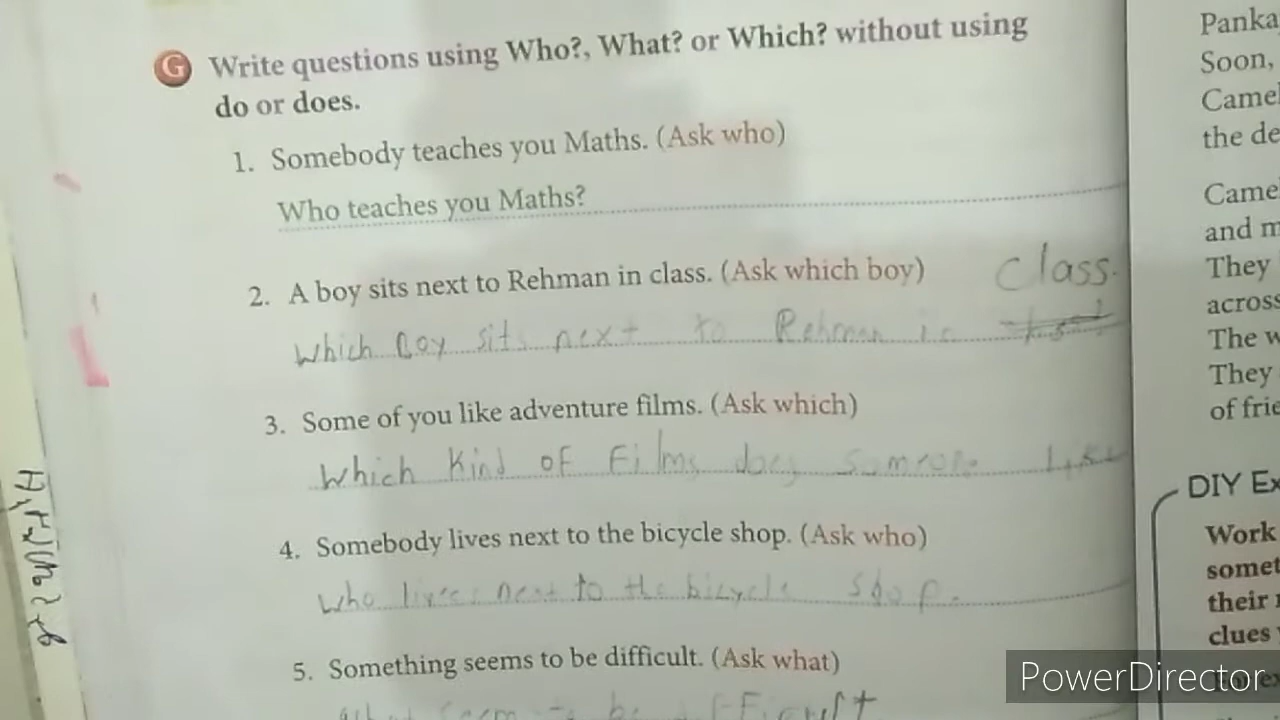 G Write questions using Who?, What? or Which? without using
do or does.
1. Somebody teaches you Maths. (Ask who)
Who teaches you Maths?
2. A boy sits next to Rehman in class. (Ask which boy)
Class.
which Boy sits next to Rehman in
3. Some of you like adventure films. (Ask which)
Which Kind of Films does someone like
4. Somebody lives next to the bicycle shop. (Ask who)
who lives next to the bicycle shop.
5. Something seems to be difficult. (Ask what)
Panka
Soon,
Camel
the de
Came
and m
They
across
The w
They
of frie
DIY Ex
Work
somet
their
clues
PowerDirector